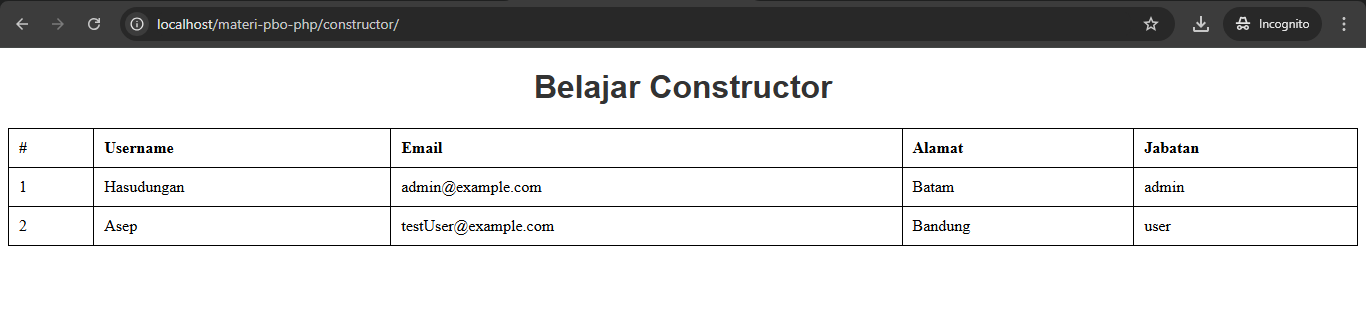 localhost/materi-pbo-php/constructor/ Incognito
Belajar Constructor
# Username Email Alamat Jabatan
1 Hasudungan admin@example.com Batam admin
2 Asep testUser@example.com Bandung user